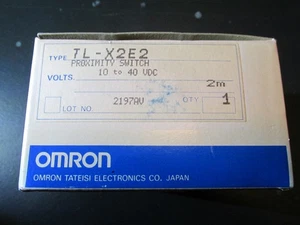 TYPE TL-X2E2
PROXIMITY SWITCH
VOLTS 10 to 40 VDC
2m
LOT NO 2197AV QTY 1
OMRON
OMRON TATEISI ELECTRONICS CO. JAPAN